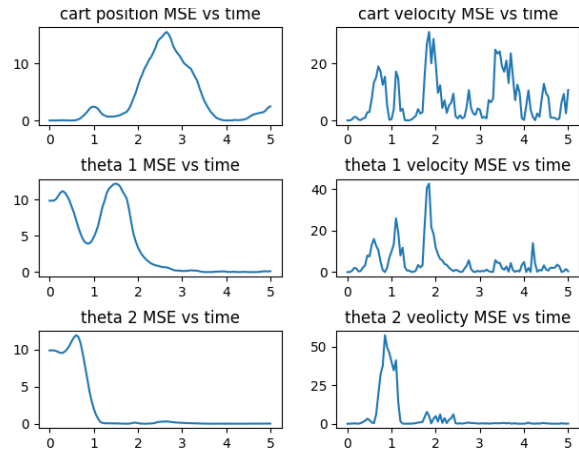 cart position MSE vs time
cart velocity MSE vs time
10
0
0 1 2 3 4 5
20
0
0 1 2 3 4 5
theta 1 MSE vs time
theta 1 velocity MSE vs time
10
5
0
0 1 2 3 4 5
40
20
0
0 1 2 3 4 5
theta 2 MSE vs time
theta 2 veolicty MSE vs time
10
5
0
0 1 2 3 4 5
50
25
0
0 1 2 3 4 5